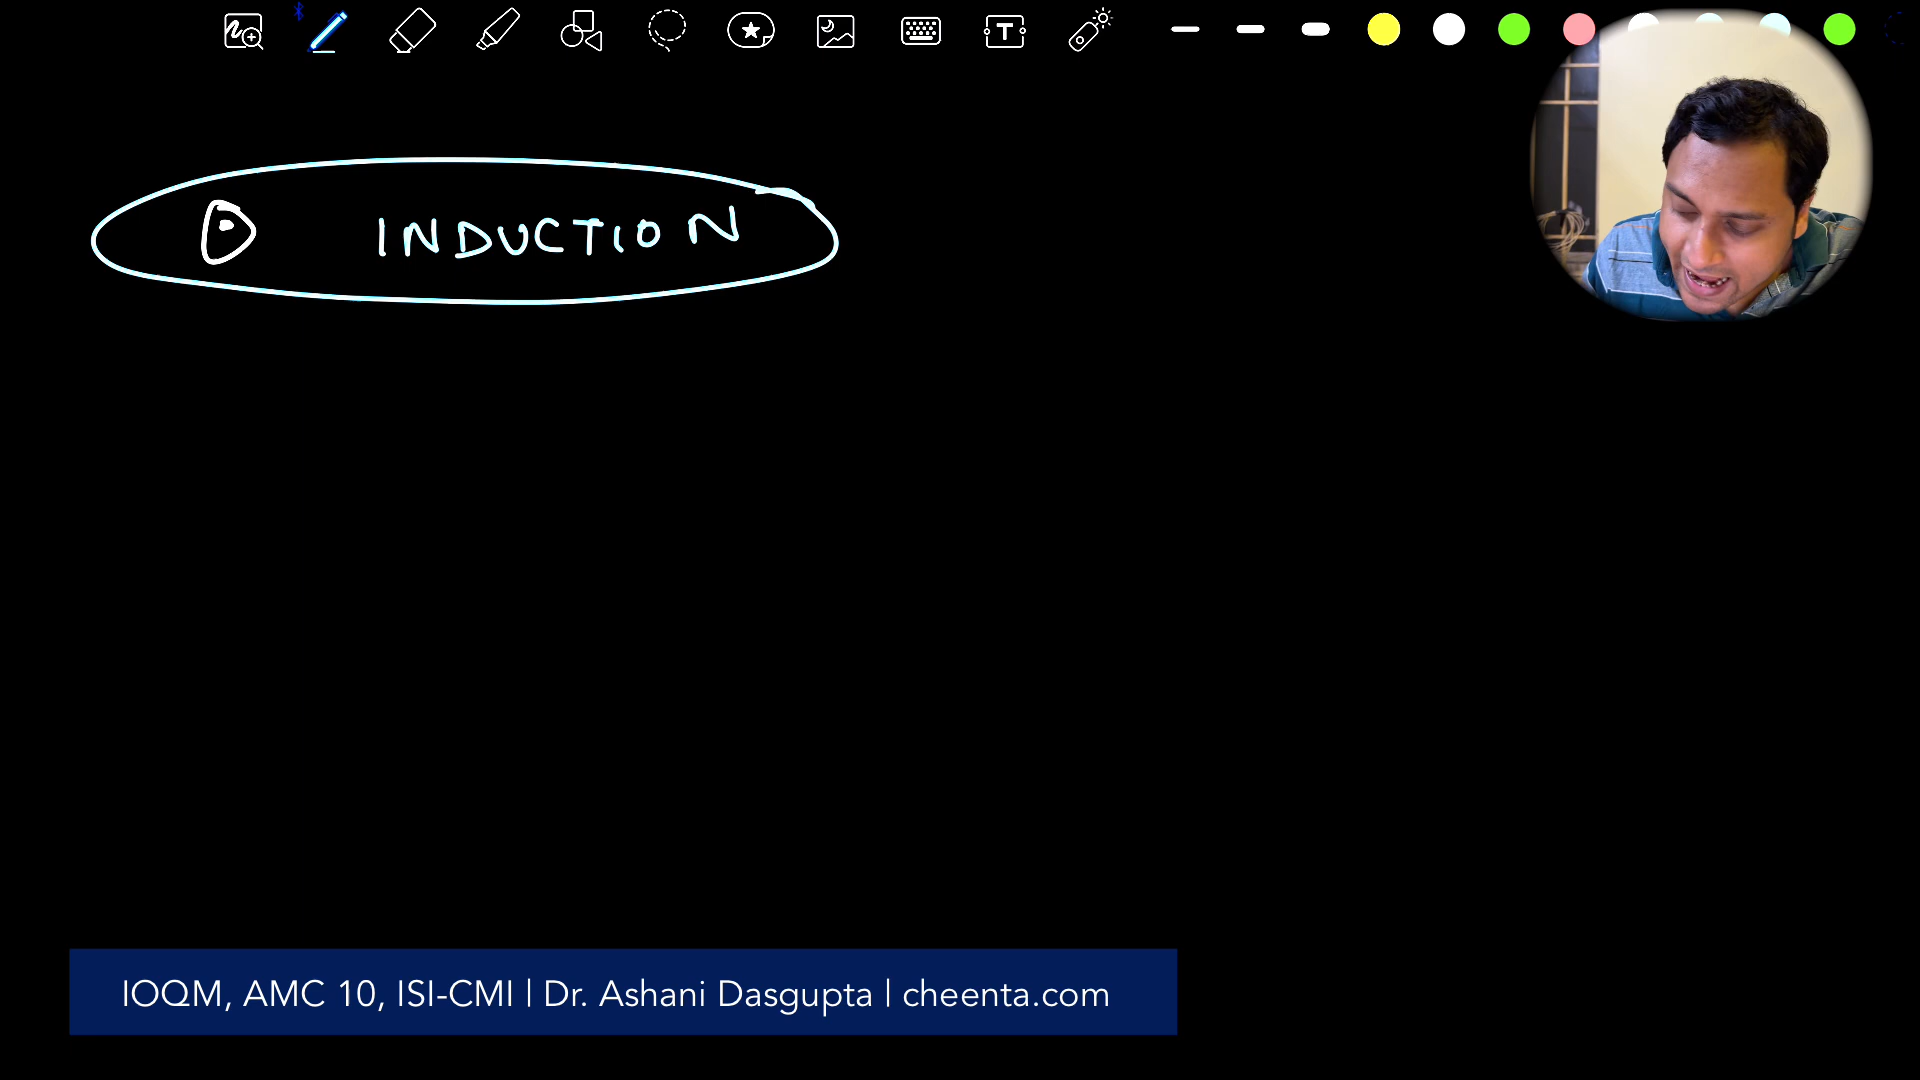 INDUCTION
IOQM, AMC 10, ISI-CMI | Dr. Ashani Dasgupta | cheenta.com